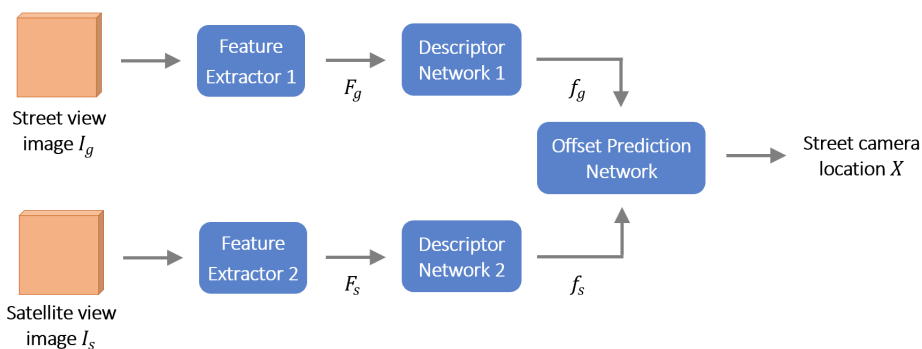 Street view
image I_g
Feature
Extractor 1
F_g
Descriptor
Network 1
f_g
Offset Prediction
Network
Street camera
location X
Satellite view
image I_s
Feature
Extractor 2
F_s
Descriptor
Network 2
f_s